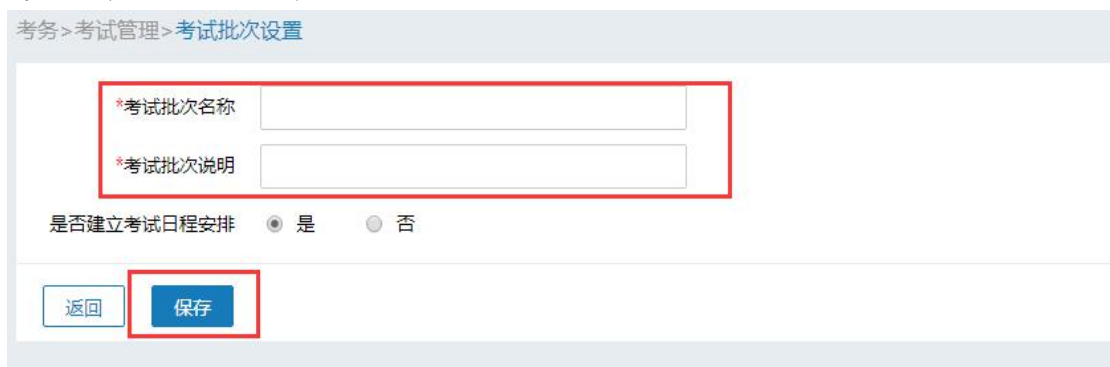 考务>考试管理>考试批次设置
*考试批次名称
*考试批次说明
是否建立考试日程安排 是 否
返回 保存